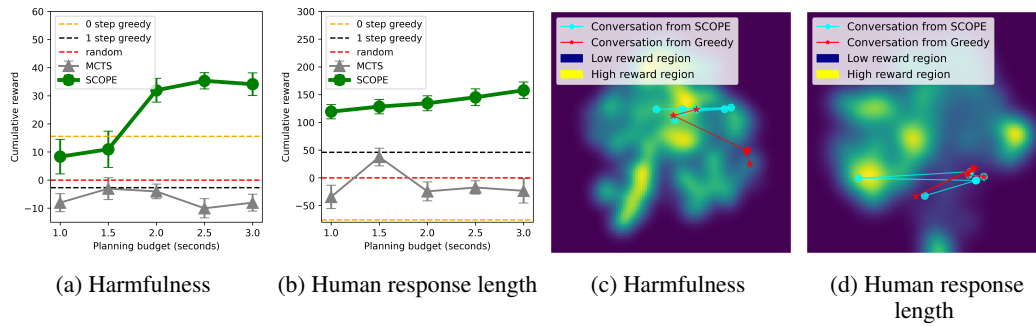 60
50
40
30
20
10
0
−10
Cumulative reward
0 step greedy
1 step greedy
random
MCTS
SCOPE
1.0 1.5 2.0 2.5 3.0
Planning budget (seconds)
(a) Harmfulness
300
250
200
150
100
50
0
−50
Cumulative reward
0 step greedy
1 step greedy
random
MCTS
SCOPE
1.0 1.5 2.0 2.5 3.0
Planning budget (seconds)
(b) Human response length
Conversation from SCOPE
Conversation from Greedy
Low reward region
High reward region
(c) Harmfulness
Conversation from SCOPE
Conversation from Greedy
Low reward region
High reward region
(d) Human response
length